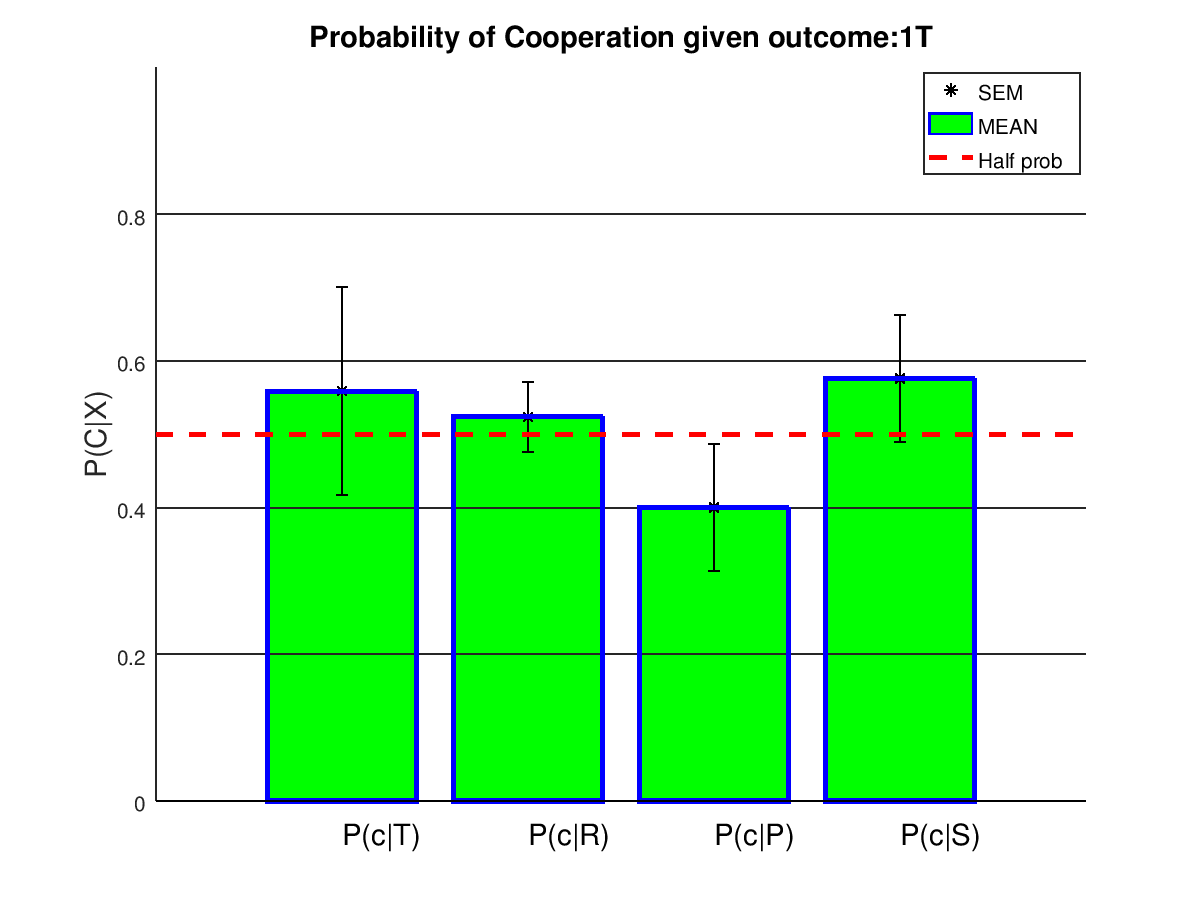 Probability of Cooperation given outcome:1T
SEM
MEAN
Half prob
P(C|X)
0.8
0.6
0.4
0.2
0
P(c|T)
P(c|R)
P(c|P)
P(c|S)